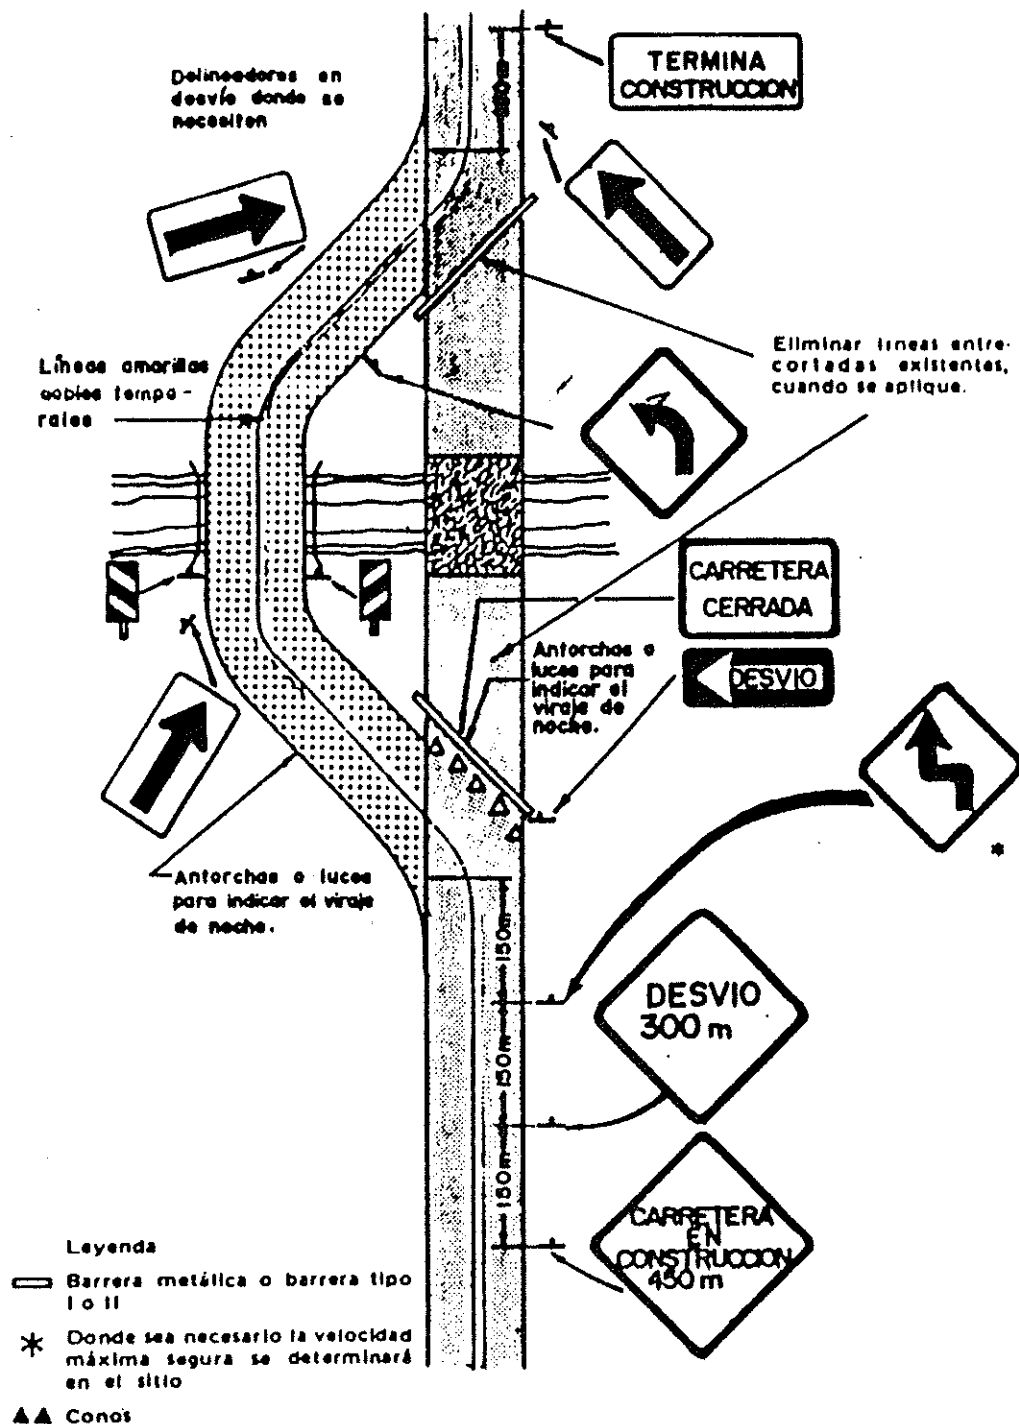 TERMINA
CONSTRUCCION
Delineadores en
desvío donde se
necesiten
Eliminar líneas entre-
cortadas existentes,
cuando se aplique.
Líneas amarillas
dobles tempo-
rales
CARRETERA
CERRADA
DESVIO
Antorchas o
luces para
indicar el
viraje de
noche.
Antorchas o luces
para indicar el viraje
de noche.
*
150m
DESVIO
300 m
150m
150m
CARRETERA
EN
CONSTRUCCION
450 m
Leyenda
Barrera metálica o barrera tipo
I o II
* Donde sea necesario la velocidad
máxima segura se determinará
en el sitio
Conos